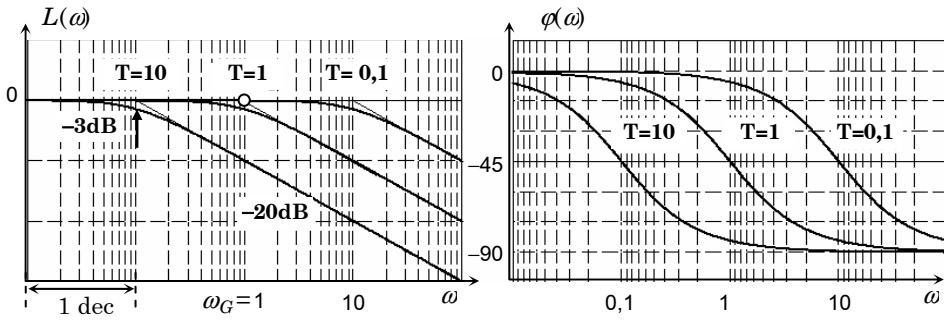 L(ω)
T=10 T=1 T= 0,1
0
–3dB
–20dB
1 dec
ω_G=1 10 ω
φ(ω)
0
T=10 T=1 T=0,1
–45
–90
0,1 1 10 ω